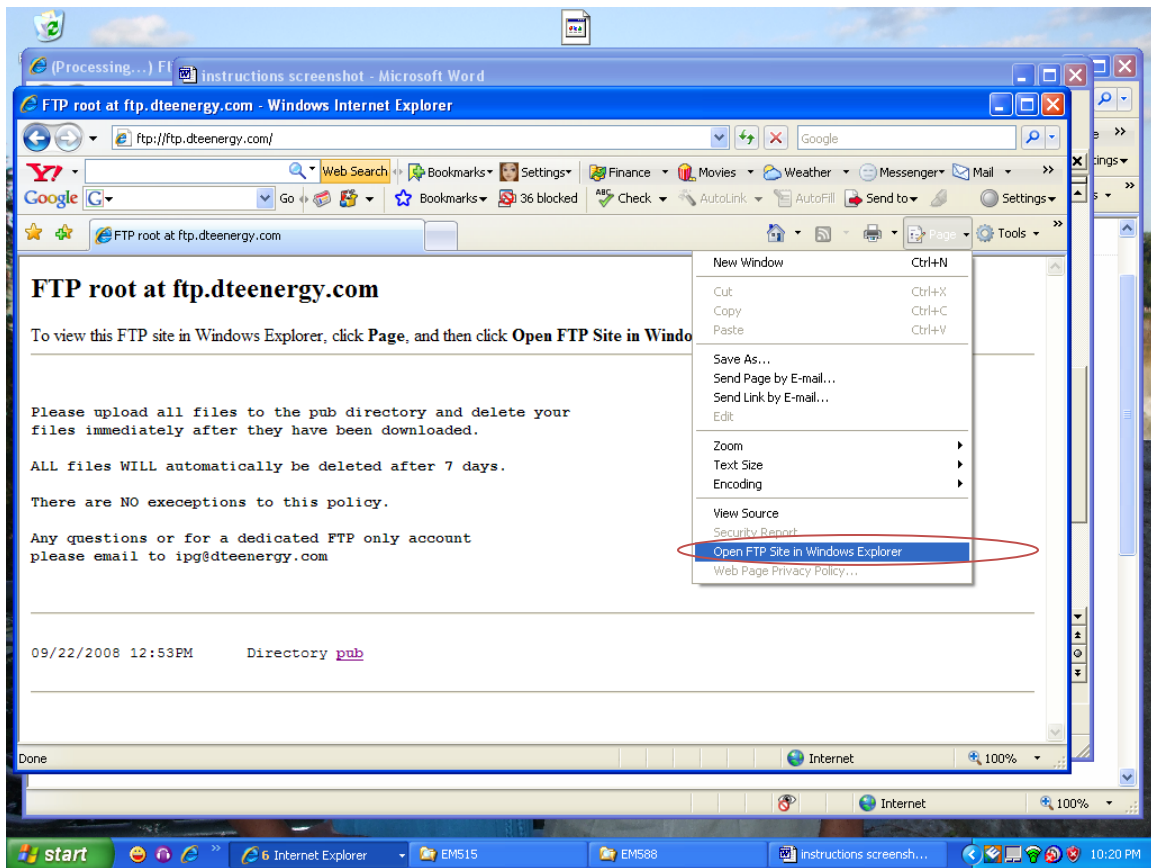 (Processing...) F
instructions screenshot - Microsoft Word
FTP root at ftp.dteenergy.com - Windows Internet Explorer
ftp://ftp.dteenergy.com/
Google
Y! Web Search Bookmarks Settings Finance Movies Weather Messenger Mail »
Google G Go Bookmarks 36 blocked ABC Check AutoLink AutoFill Send to Settings
FTP root at ftp.dteenergy.com
Page Tools »
FTP root at ftp.dteenergy.com
To view this FTP site in Windows Explorer, click Page, and then click Open FTP Site in Windo
Please upload all files to the pub directory and delete your
files immediately after they have been downloaded.
ALL files WILL automatically be deleted after 7 days.
There are NO execeptions to this policy.
Any questions or for a dedicated FTP only account
please email to ipg@dteenergy.com
09/22/2008 12:53PM Directory pub
New Window Ctrl+N
Cut Ctrl+X
Copy Ctrl+C
Paste Ctrl+V
Save As...
Send Page by E-mail...
Send Link by E-mail...
Edit
Zoom
Text Size
Encoding
View Source
Security Report
Open FTP Site in Windows Explorer
Web Page Privacy Policy...
Done Internet 100%
Internet 100%
start » 6 Internet Explorer EM515 EM588 instructions screensh... 10:20 PM